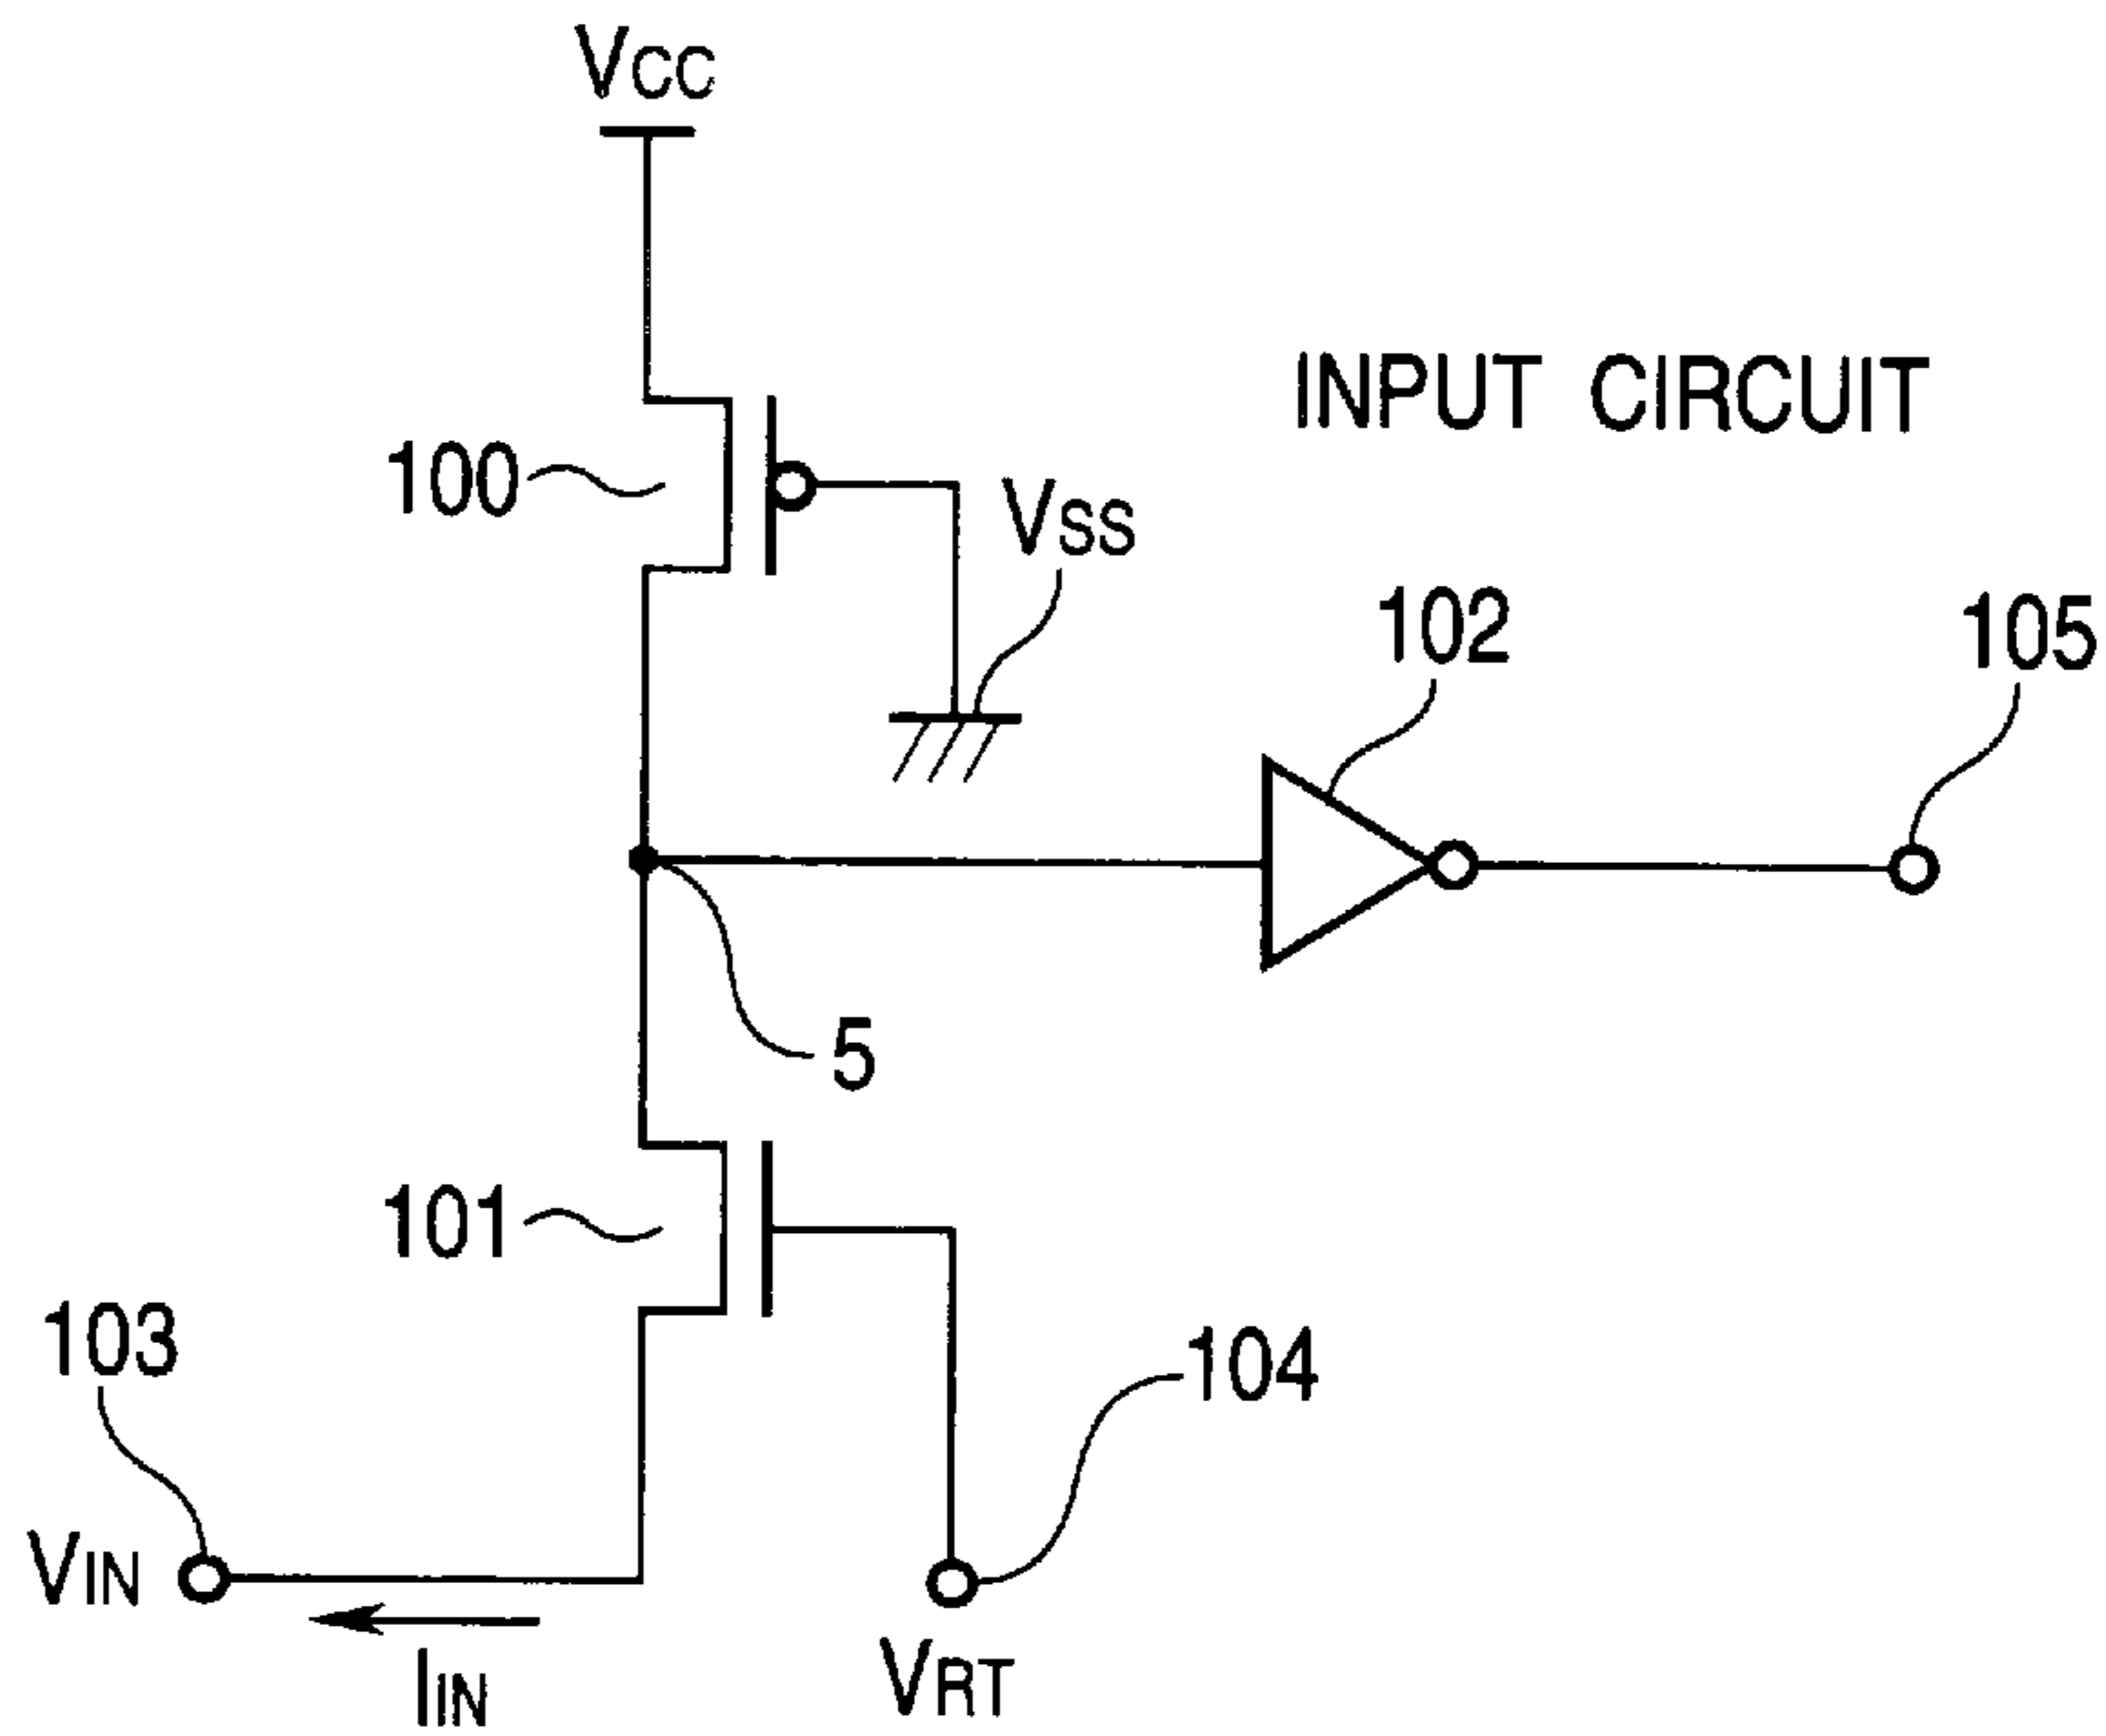 VCC
INPUT CIRCUIT
100
VSS
102
105
5
101
103
104
VIN
IIN
VRT